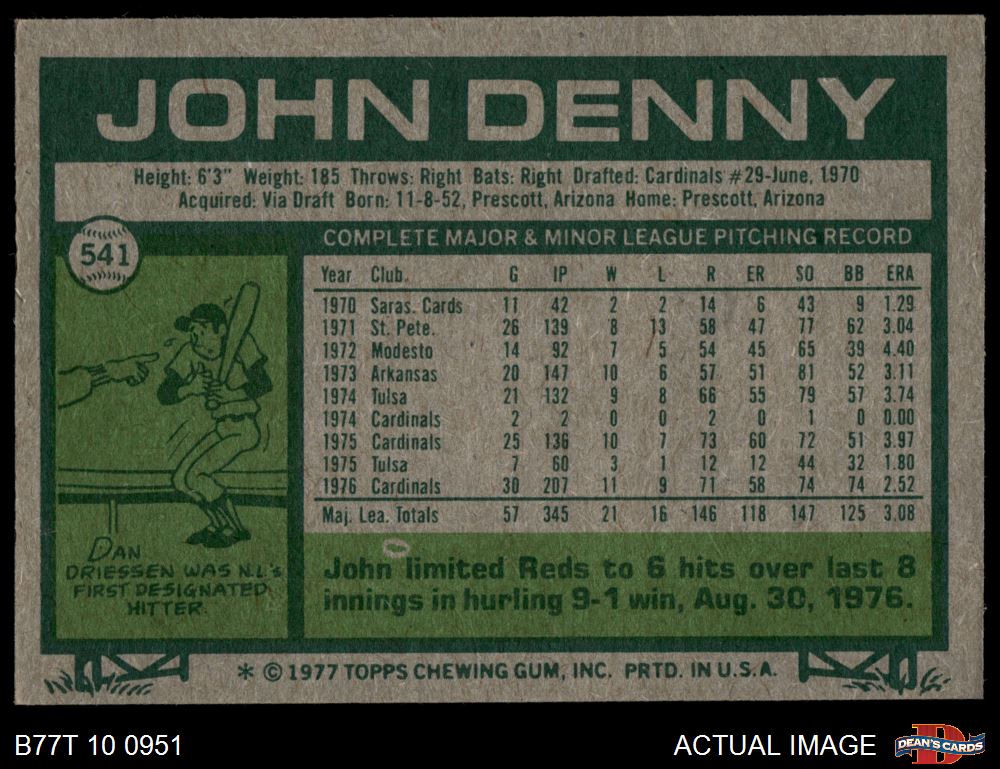 JOHN DENNY
Height: 6'3" Weight: 185 Throws: Right Bats: Right Drafted: Cardinals #29-June, 1970
Acquired: Via Draft Born: 11-8-52, Prescott, Arizona Home: Prescott, Arizona
541
COMPLETE MAJOR & MINOR LEAGUE PITCHING RECORD
Year Club. G IP W L R ER SO BB ERA
1970 Saras. Cards 11 42 2 2 14 6 43 9 1.29
1971 St. Pete. 26 139 8 13 58 47 77 62 3.04
1972 Modesto 14 92 7 5 54 45 65 39 4.40
1973 Arkansas 20 147 10 6 57 51 81 52 3.11
1974 Tulsa 21 132 9 8 66 55 79 57 3.74
1974 Cardinals 2 2 0 0 2 0 1 0 0.00
1975 Cardinals 25 136 10 7 73 60 72 51 3.97
1975 Tulsa 7 60 3 1 12 12 44 32 1.80
1976 Cardinals 30 207 11 9 71 58 74 74 2.52
Maj. Lea. Totals 57 345 21 16 146 118 147 125 3.08
DAN
DRIESSEN WAS N.L.'s
FIRST DESIGNATED
HITTER.
John limited Reds to 6 hits over last 8
innings in hurling 9-1 win, Aug. 30, 1976.
* © 1977 TOPPS CHEWING GUM, INC. PRTD. IN U.S.A.
B77T 10 0951
ACTUAL IMAGE
D
DEAN'S CARDS